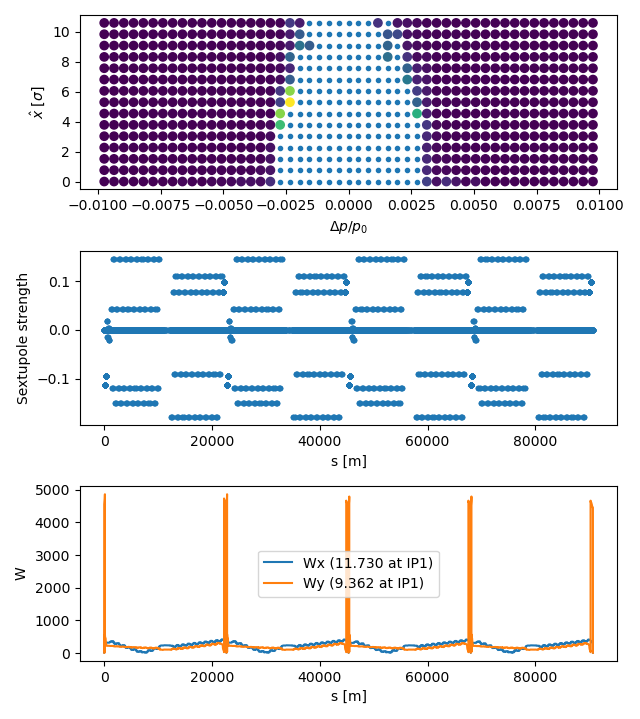 10
8
6
4
2
0
x̂ [σ]
−0.0100 −0.0075 −0.0050 −0.0025 0.0000 0.0025 0.0050 0.0075 0.0100
Δp/p₀
0.1
0.0
−0.1
Sextupole strength
0 20000 40000 60000 80000
s [m]
5000
4000
3000
2000
1000
0
W
Wx (11.730 at IP1)
Wy (9.362 at IP1)
0 20000 40000 60000 80000
s [m]